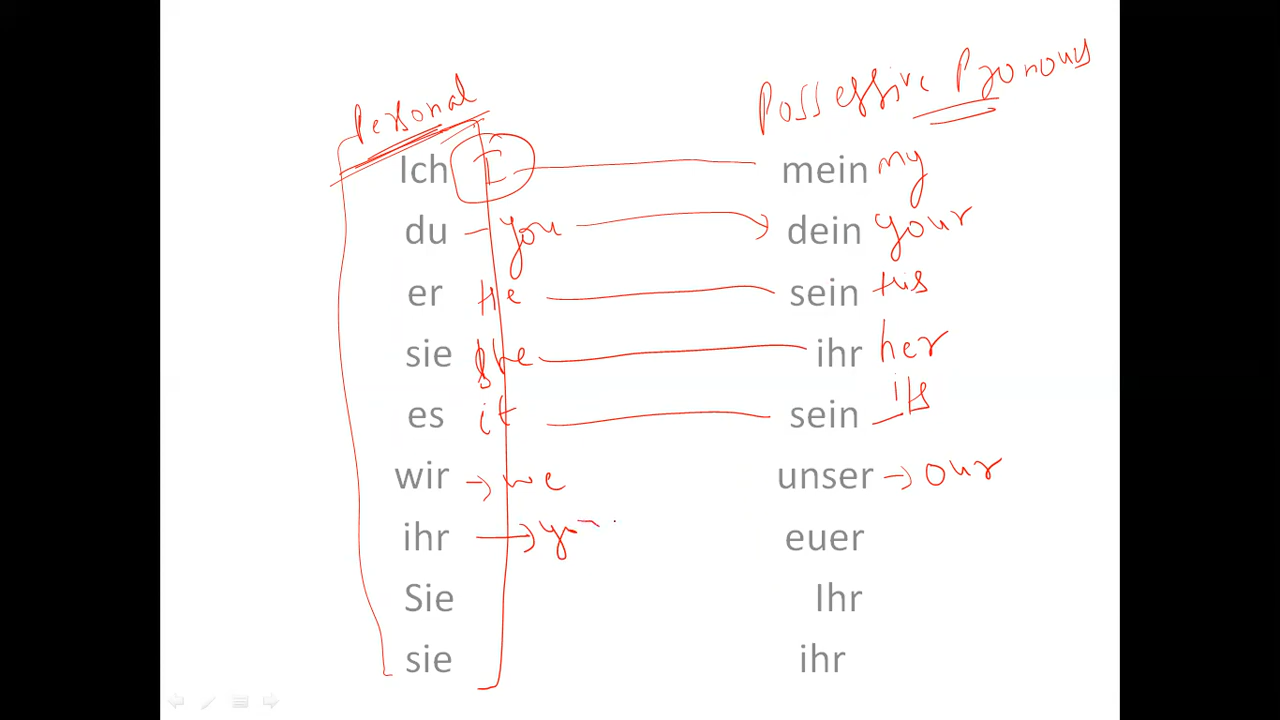 Personal Possessive Pronouns
Ich I mein my
du you dein your
er He sein His
sie She ihr her
es it sein its
wir we unser our
ihr euer
Sie Ihr
sie ihr